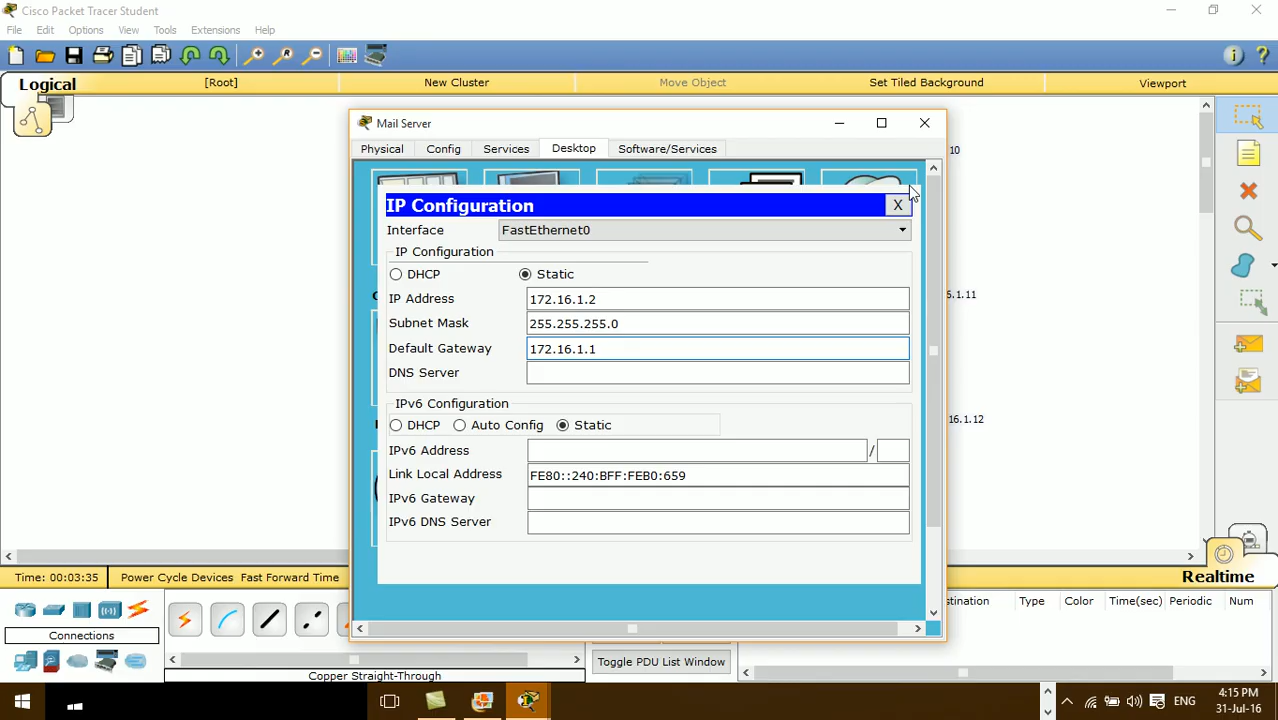 Cisco Packet Tracer Student
File Edit Options View Tools Extensions Help
Logical [Root] New Cluster Move Object Set Tiled Background Viewport
Mail Server
Physical Config Services Desktop Software/Services
10
IP Configuration X
Interface FastEthernet0
IP Configuration
DHCP Static
6.1.11
IP Address 172.16.1.2
Subnet Mask 255.255.255.0
Default Gateway 172.16.1.1
DNS Server
IPv6 Configuration
16.1.12
DHCP Auto Config Static
IPv6 Address /
Link Local Address FE80::240:BFF:FEB0:659
IPv6 Gateway
IPv6 DNS Server
Time: 00:03:35 Power Cycle Devices Fast Forward Time Realtime
stination Type Color Time(sec) Periodic Num
Connections
Toggle PDU List Window
Copper Straight-Through
ENG 4:15 PM
31-Jul-16